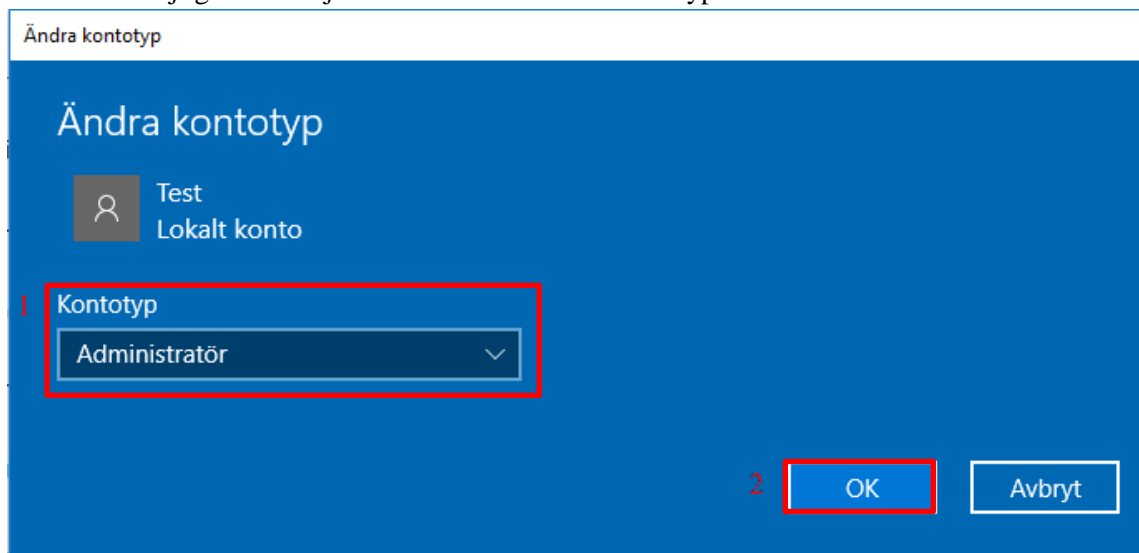 Ändra kontotyp
Ändra kontotyp
Test
Lokalt konto
1 Kontotyp
Administratör
2 OK Avbryt